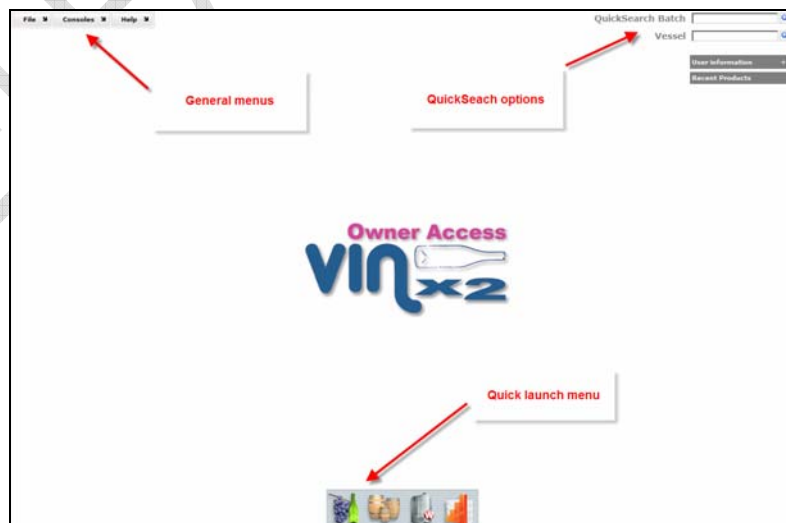 File Consoles Help
QuickSearch Batch
Vessel
User Information
Recent Products
General menus
QuickSeach options
Owner Access
VIN x2
Quick launch menu